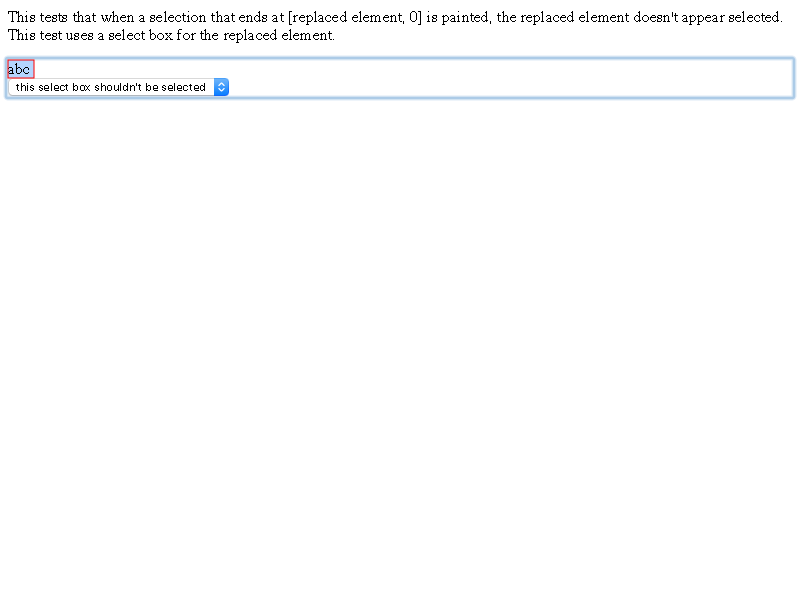 This tests that when a selection that ends at [replaced element, 0] is painted, the replaced element doesn't appear selected.
This test uses a select box for the replaced element.
abc
this select box shouldn't be selected